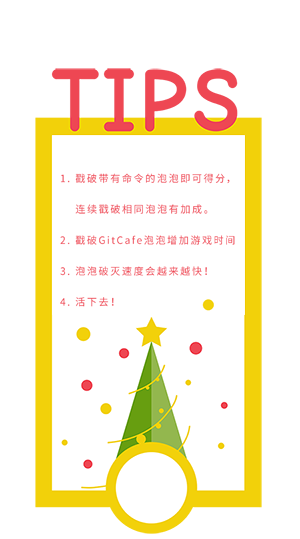 TIPS
1. 戳破带有命令的泡泡即可得分，
连续戳破相同泡泡有加成。
2. 戳破GitCafe泡泡增加游戏时间
3. 泡泡破灭速度会越来越快！
4. 活下去！